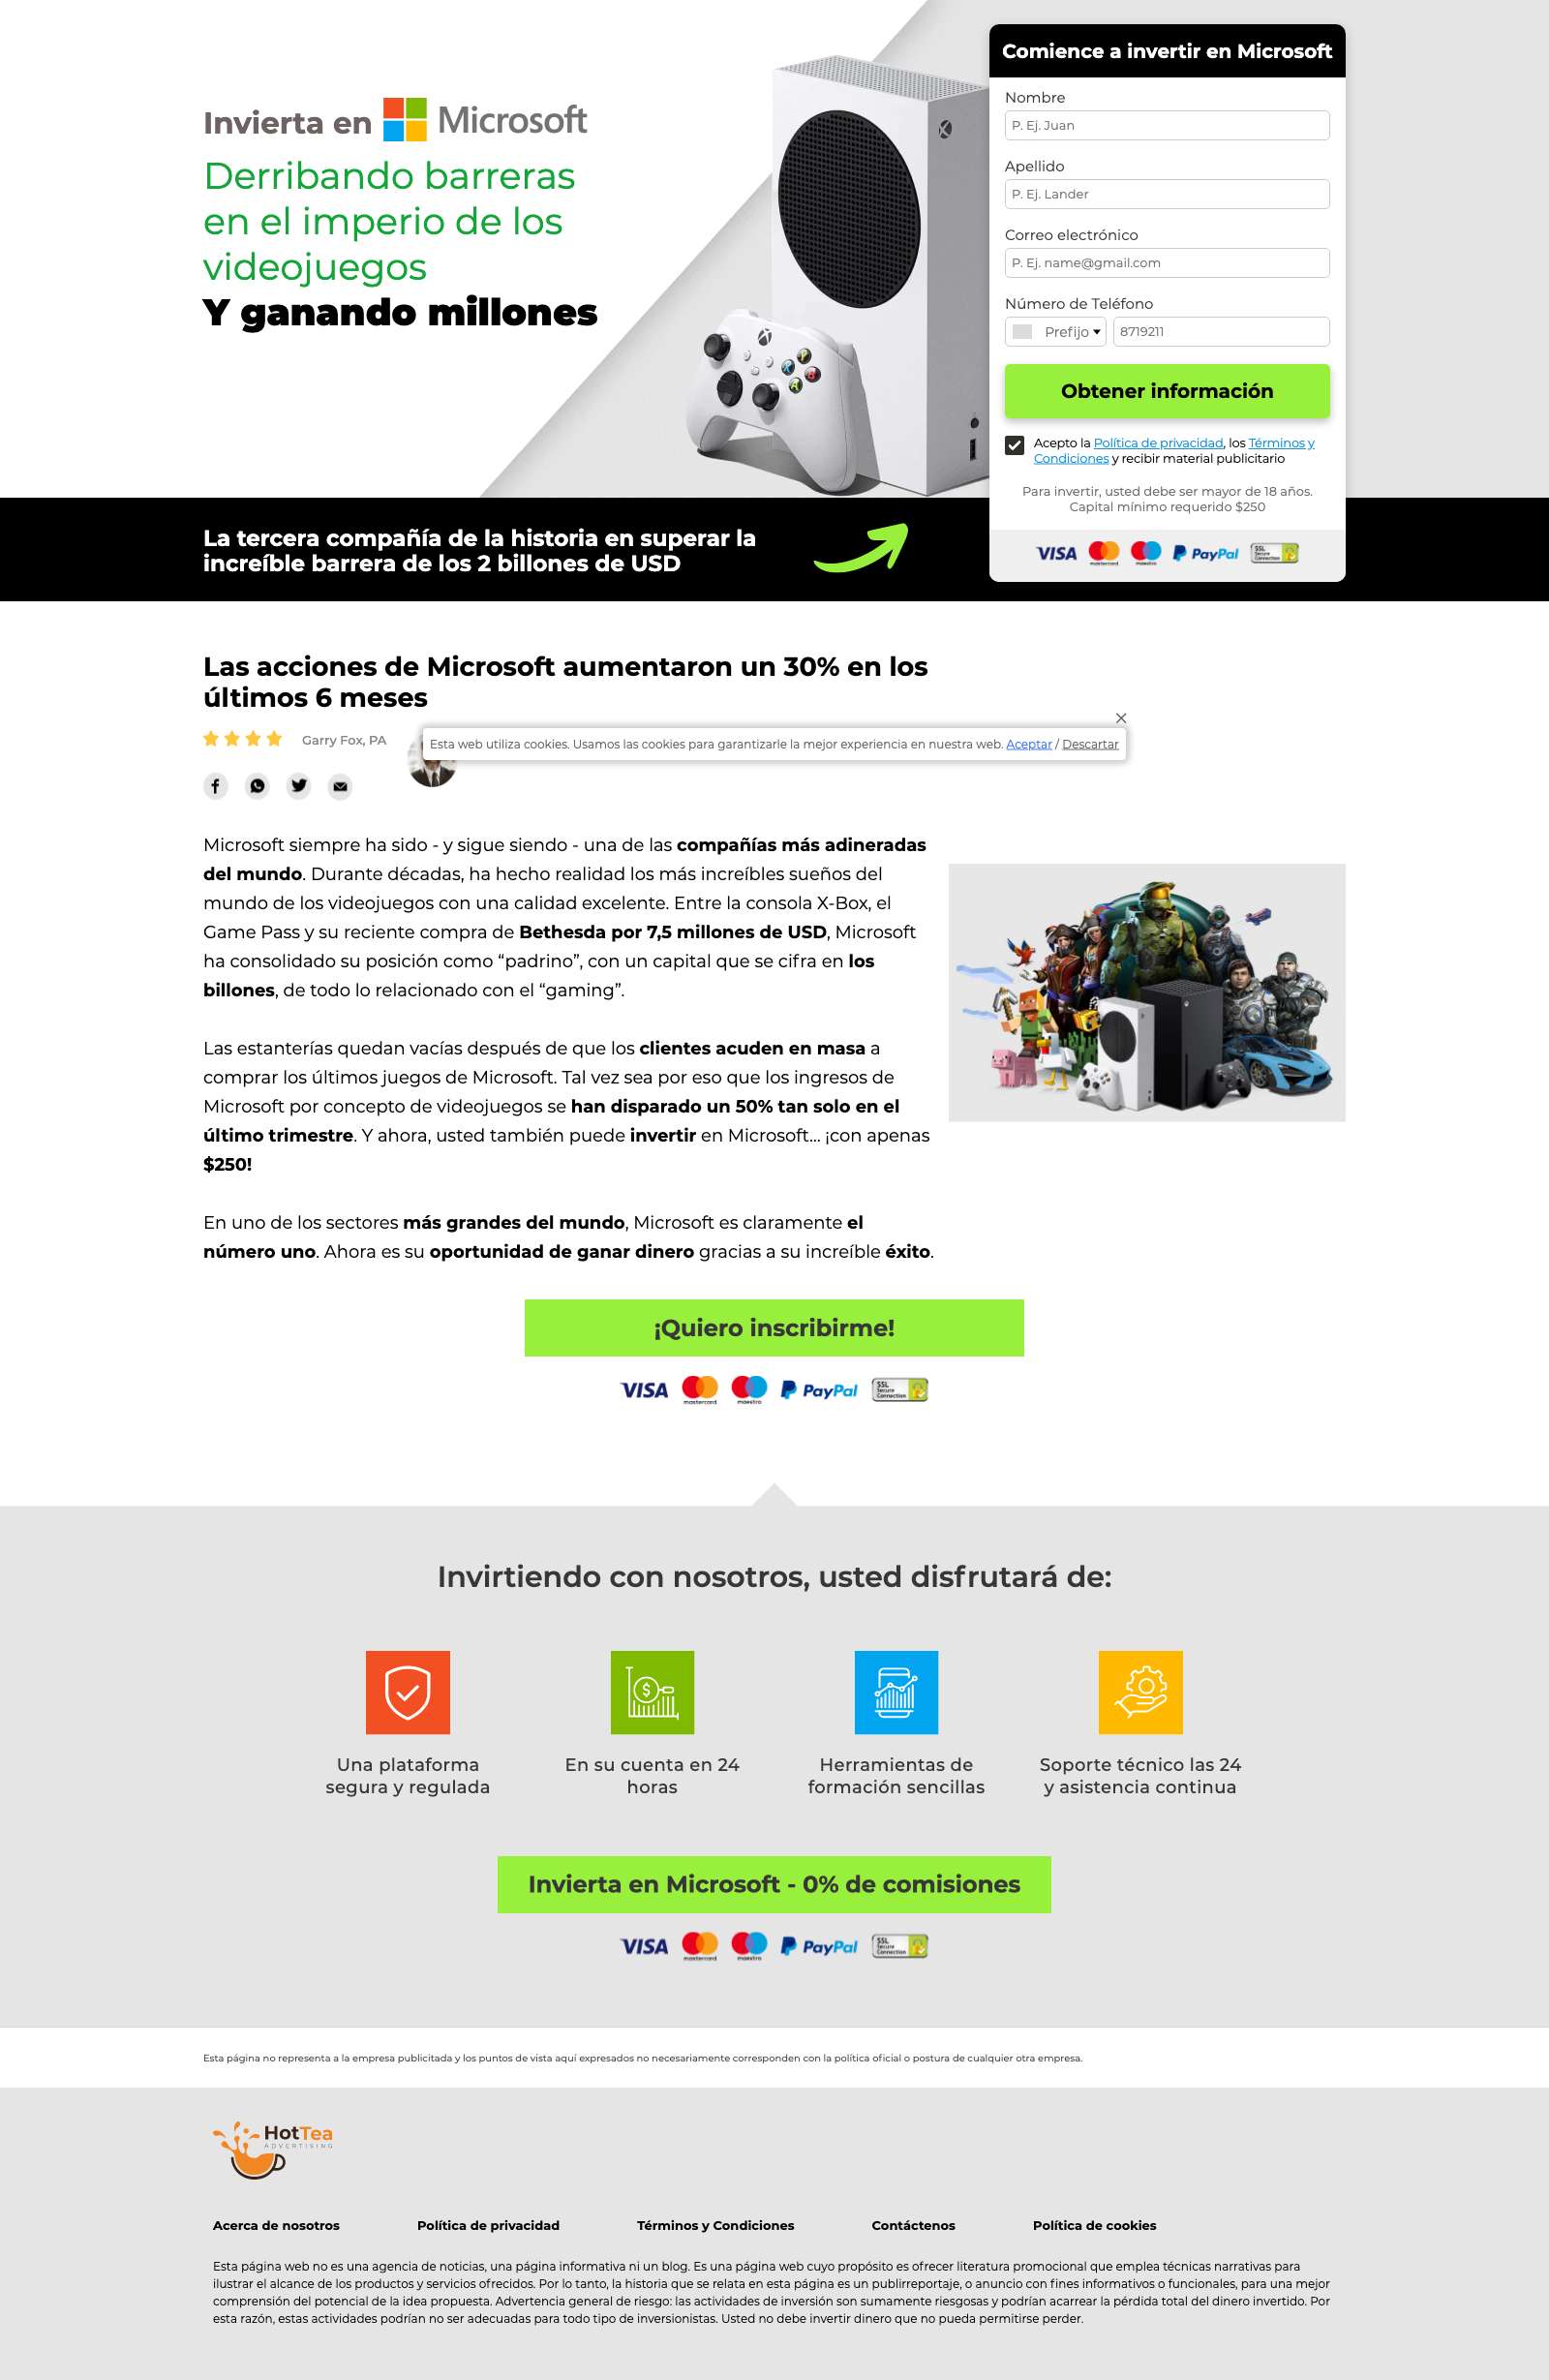 Invierta en Microsoft
Derribando barreras
en el imperio de los
videojuegos
Y ganando millones
Comience a invertir en Microsoft
Nombre
P. Ej. Juan
Apellido
P. Ej. Lander
Correo electrónico
P. Ej. name@gmail.com
Número de Teléfono
Prefijo 8719211
Obtener información
Acepto la Política de privacidad, los Términos y
Condiciones y recibir material publicitario
Para invertir, usted debe ser mayor de 18 años.
Capital mínimo requerido $250
VISA mastercard maestro PayPal SSL Secure Connection
La tercera compañía de la historia en superar la
increíble barrera de los 2 billones de USD
Las acciones de Microsoft aumentaron un 30% en los
últimos 6 meses
Garry Fox, PA
Esta web utiliza cookies. Usamos las cookies para garantizarle la mejor experiencia en nuestra web. Aceptar / Descartar
Microsoft siempre ha sido - y sigue siendo - una de las compañías más adineradas
del mundo. Durante décadas, ha hecho realidad los más increíbles sueños del
mundo de los videojuegos con una calidad excelente. Entre la consola X-Box, el
Game Pass y su reciente compra de Bethesda por 7,5 millones de USD, Microsoft
ha consolidado su posición como “padrino”, con un capital que se cifra en los
billones, de todo lo relacionado con el “gaming”.
Las estanterías quedan vacías después de que los clientes acuden en masa a
comprar los últimos juegos de Microsoft. Tal vez sea por eso que los ingresos de
Microsoft por concepto de videojuegos se han disparado un 50% tan solo en el
último trimestre. Y ahora, usted también puede invertir en Microsoft... ¡con apenas
$250!
En uno de los sectores más grandes del mundo, Microsoft es claramente el
número uno. Ahora es su oportunidad de ganar dinero gracias a su increíble éxito.
¡Quiero inscribirme!
VISA mastercard maestro PayPal SSL Secure Connection
Invirtiendo con nosotros, usted disfrutará de:
Una plataforma
segura y regulada
En su cuenta en 24
horas
Herramientas de
formación sencillas
Soporte técnico las 24
y asistencia continua
Invierta en Microsoft - 0% de comisiones
VISA mastercard maestro PayPal SSL Secure Connection
Esta página no representa a la empresa publicitada y los puntos de vista aquí expresados no necesariamente corresponden con la política oficial o postura de cualquier otra empresa.
HotTea
ADVERTISING
Acerca de nosotros Política de privacidad Términos y Condiciones Contáctenos Política de cookies
Esta página web no es una agencia de noticias, una página informativa ni un blog. Es una página web cuyo propósito es ofrecer literatura promocional que emplea técnicas narrativas para
ilustrar el alcance de los productos y servicios ofrecidos. Por lo tanto, la historia que se relata en esta página es un publirreportaje, o anuncio con fines informativos o funcionales, para una mejor
comprensión del potencial de la idea propuesta. Advertencia general de riesgo: las actividades de inversión son sumamente riesgosas y podrían acarrear la pérdida total del dinero invertido. Por
esta razón, estas actividades podrían no ser adecuadas para todo tipo de inversionistas. Usted no debe invertir dinero que no pueda permitirse perder.